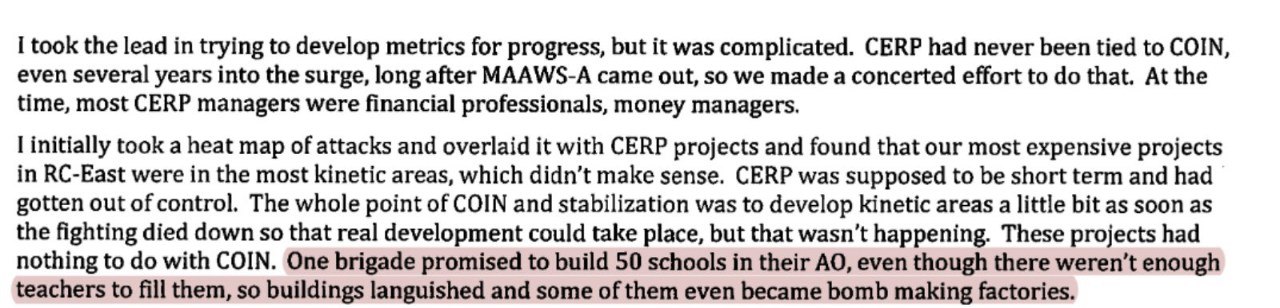 I took the lead in trying to develop metrics for progress, but it was complicated. CERP had never been tied to COIN,
even several years into the surge, long after MAAWS-A came out, so we made a concerted effort to do that. At the
time, most CERP managers were financial professionals, money managers.
I initially took a heat map of attacks and overlaid it with CERP projects and found that our most expensive projects
in RC-East were in the most kinetic areas, which didn't make sense. CERP was supposed to be short term and had
gotten out of control. The whole point of COIN and stabilization was to develop kinetic areas a little bit as soon as
the fighting died down so that real development could take place, but that wasn't happening. These projects had
nothing to do with COIN. One brigade promised to build 50 schools in their AO, even though there weren't enough
teachers to fill them, so buildings languished and some of them even became bomb making factories.